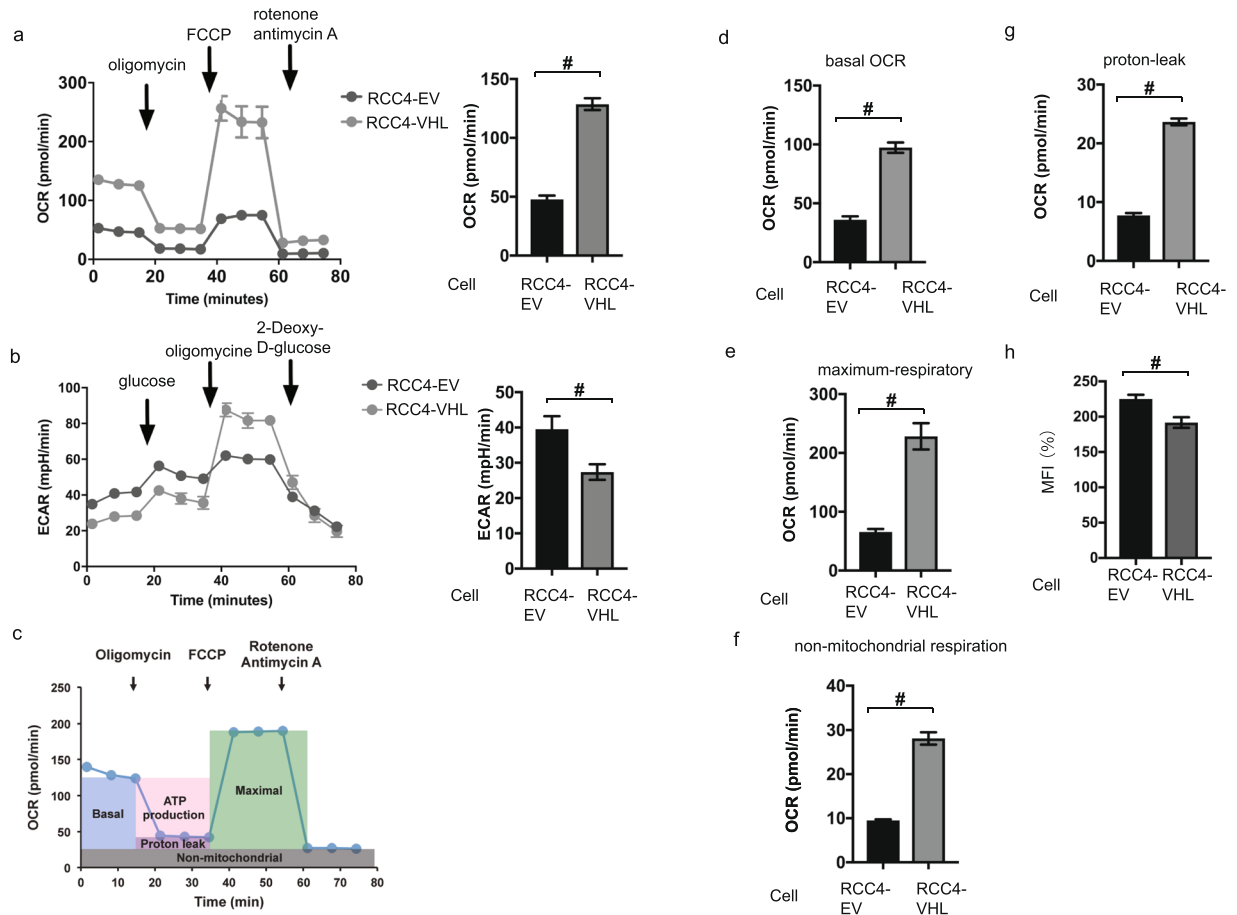 a
oligomycin
FCCP
rotenone
antimycin A
300
200
100
0
OCR (pmol/min)
0 20 40 60 80
Time (minutes)
RCC4-EV
RCC4-VHL
150
100
50
0
OCR (pmol/min)
Cell
RCC4-
EV
RCC4-
VHL
b
glucose
oligomycine
2-Deoxy-
D-glucose
100
80
60
40
20
0
ECAR (mpH/min)
0 20 40 60 80
Time (minutes)
RCC4-EV
RCC4-VHL
50
40
30
20
10
0
ECAR (mpH/min)
#
Cell
RCC4-
EV
RCC4-
VHL
#
c
Oligomycin
FCCP
Rotenone
Antimycin A
250
200
150
100
50
0
OCR (pmol/min)
Basal
ATP
production
Proton leak
Maximal
Non-mitochondrial
0 10 20 30 40 50 60 70 80
Time (min)
d
basal OCR
#
150
100
50
0
OCR (pmol/min)
Cell
RCC4-
EV
RCC4-
VHL
e
maximum-respiratory
#
300
200
100
0
OCR (pmol/min)
Cell
RCC4-
EV
RCC4-
VHL
f
non-mitochondrial respiration
#
40
30
20
10
0
OCR (pmol/min)
Cell
RCC4-
EV
RCC4-
VHL
g
proton-leak
#
30
20
10
0
OCR (pmol/min)
Cell
RCC4-
EV
RCC4-
VHL
h
#
250
200
150
100
50
0
MFI (%)
Cell
RCC4-
EV
RCC4-
VHL